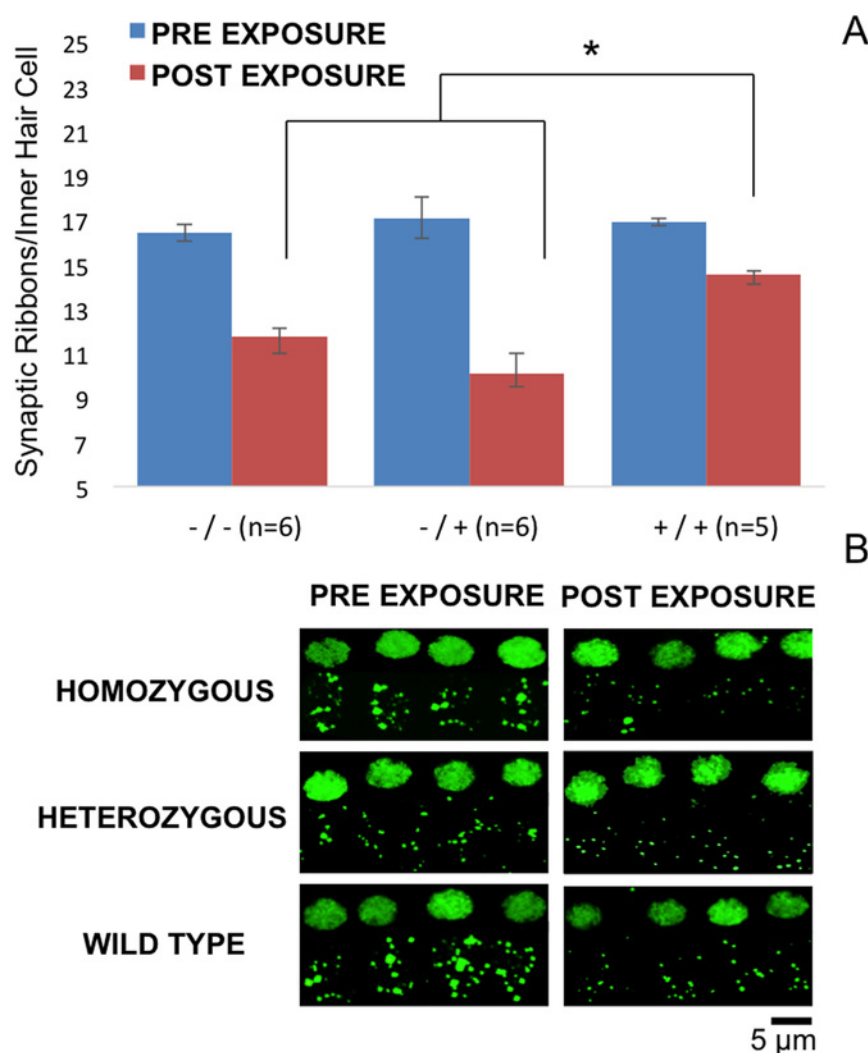 A
PRE EXPOSURE
POST EXPOSURE
*
Synaptic Ribbons/Inner Hair Cell
25
23
21
19
17
15
13
11
9
7
5
- / - (n=6)
- / + (n=6)
+ / + (n=5)
B
PRE EXPOSURE
POST EXPOSURE
HOMOZYGOUS
HETEROZYGOUS
WILD TYPE
5 µm